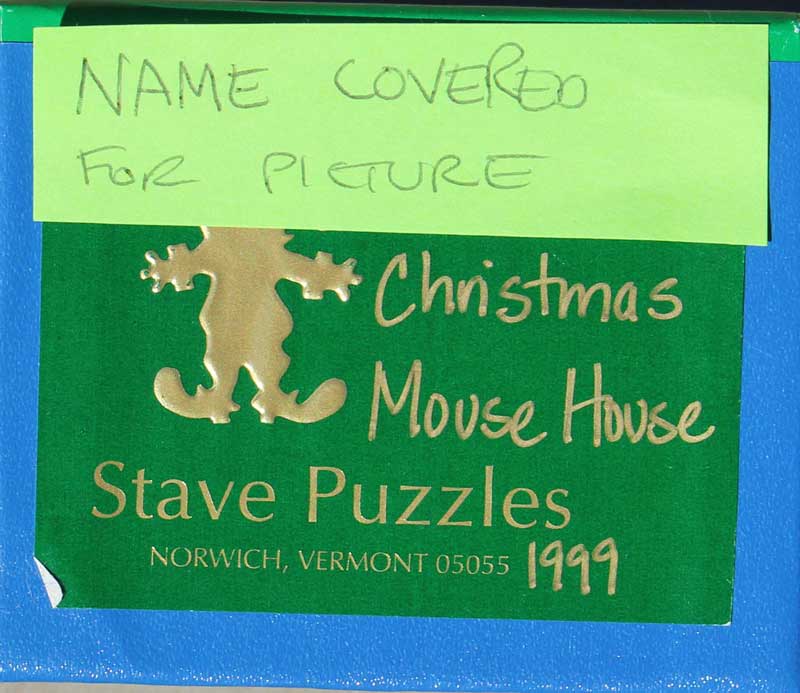 NAME COVERED
FOR PICTURE
Christmas
Mouse House
Stave Puzzles
NORWICH, VERMONT 05055 1999